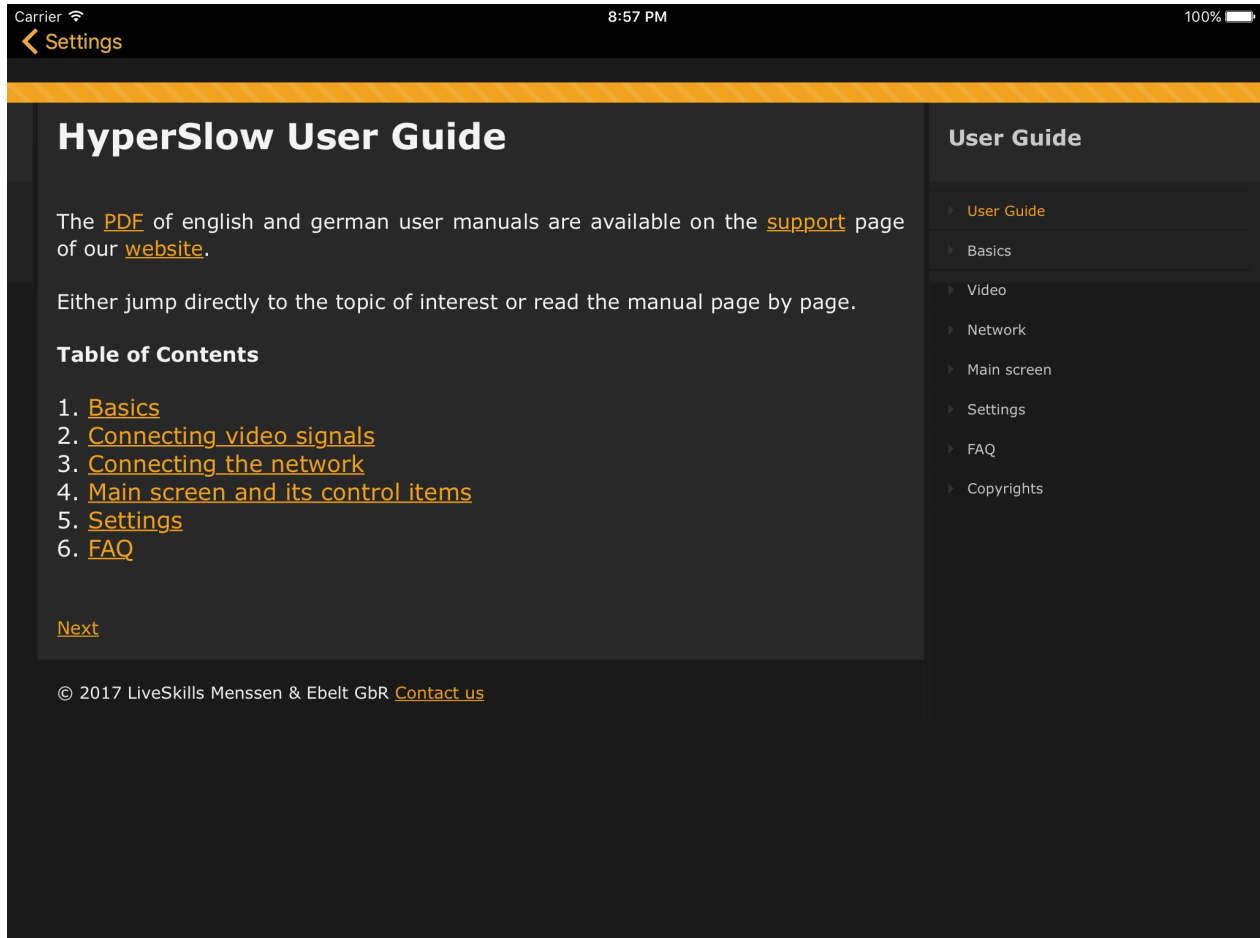 Carrier
8:57 PM
100%
Settings
HyperSlow User Guide
The PDF of english and german user manuals are available on the support page
of our website.
Either jump directly to the topic of interest or read the manual page by page.
Table of Contents
1. Basics
2. Connecting video signals
3. Connecting the network
4. Main screen and its control items
5. Settings
6. FAQ
Next
© 2017 LiveSkills Menssen & Ebelt GbR Contact us
User Guide
User Guide
Basics
Video
Network
Main screen
Settings
FAQ
Copyrights